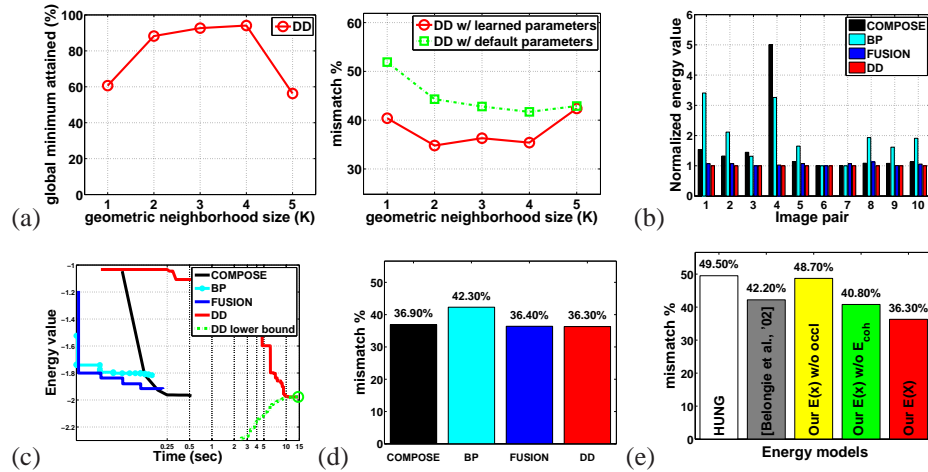 (a)
global minimum attained (%)
100
80
60
40
20
0
1 2 3 4 5
geometric neighborhood size (K)
DD
mismatch %
60
50
40
30
1 2 3 4 5
geometric neighborhood size (K)
DD w/ learned parameters
DD w/ default parameters
(b)
Normalized energy value
5
4
3
2
1
0
1 2 3 4 5 6 7 8 9 10
Image pair
COMPOSE
BP
FUSION
DD
(c)
Energy value
−1
−1.2
−1.4
−1.6
−1.8
−2
−2.2
0.25 0.5 1 2 3 4 5 10 15
Time (sec)
COMPOSE
BP
FUSION
DD
DD lower bound
(d)
mismatch %
50
40
30
20
10
0
36.90%
42.30%
36.40%
36.30%
COMPOSE BP FUSION DD
(e)
mismatch %
50
40
30
20
10
0
49.50%
42.20%
48.70%
40.80%
36.30%
HUNG
[Belongie et al., '02]
Our E(x) w/o occl
Our E(x) w/o Ecoh
Our E(X)
Energy models